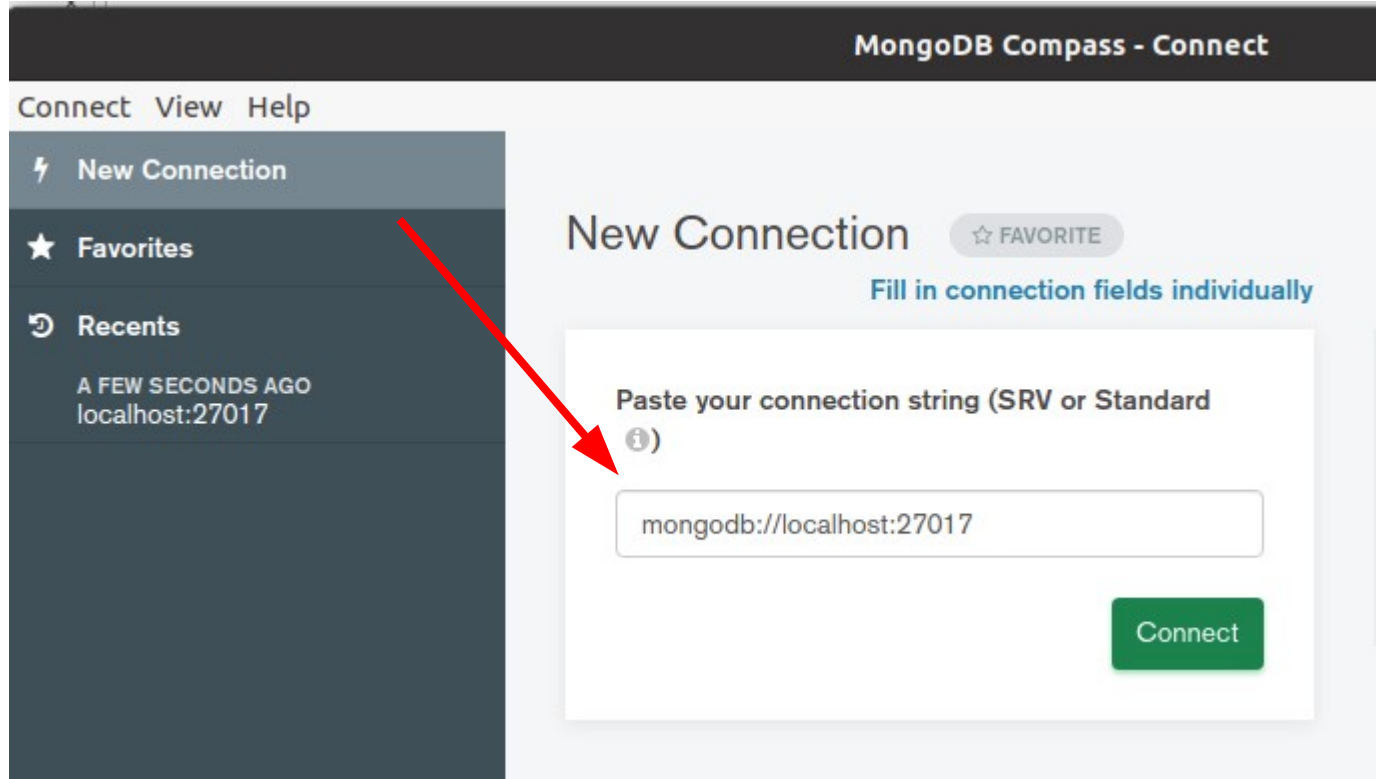 MongoDB Compass - Connect
Connect View Help
New Connection
Favorites
Recents
A FEW SECONDS AGO
localhost:27017
New Connection
FAVORITE
Fill in connection fields individually
Paste your connection string (SRV or Standard
)
mongodb://localhost:27017
Connect